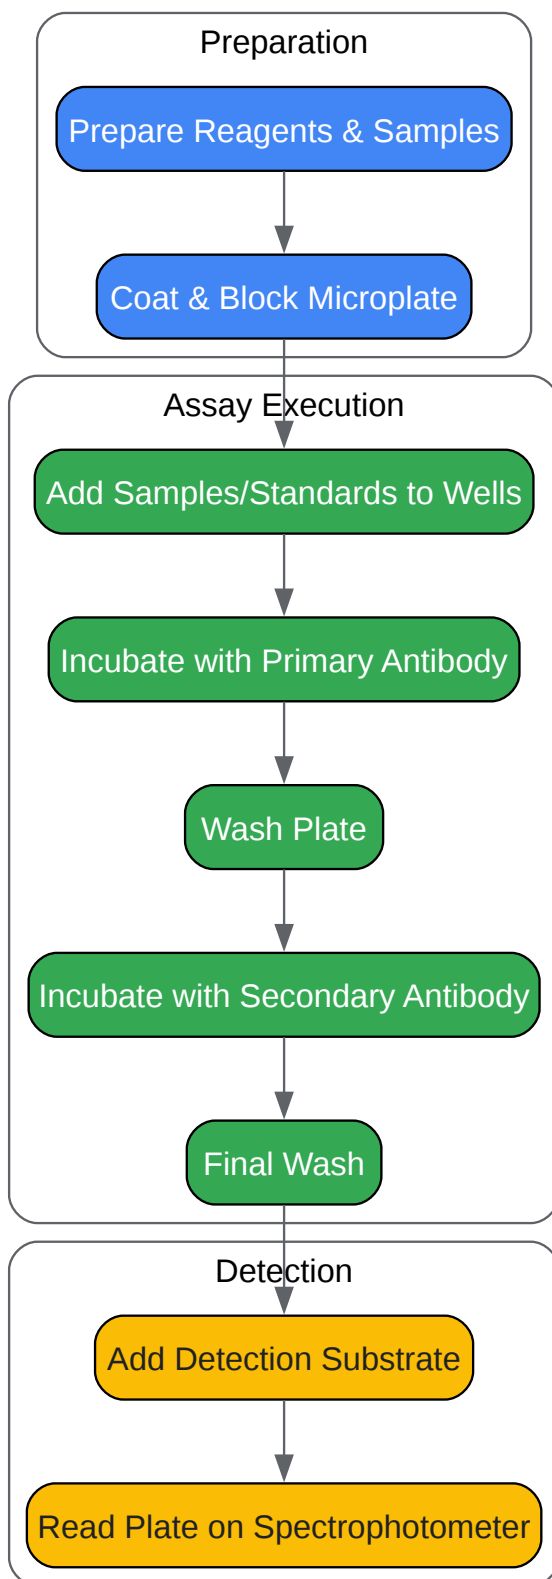 Preparation
Prepare Reagents & Samples
Coat & Block Microplate
Assay Execution
Add Samples/Standards to Wells
Incubate with Primary Antibody
Wash Plate
Incubate with Secondary Antibody
Final Wash
Detection
Add Detection Substrate
Read Plate on Spectrophotometer